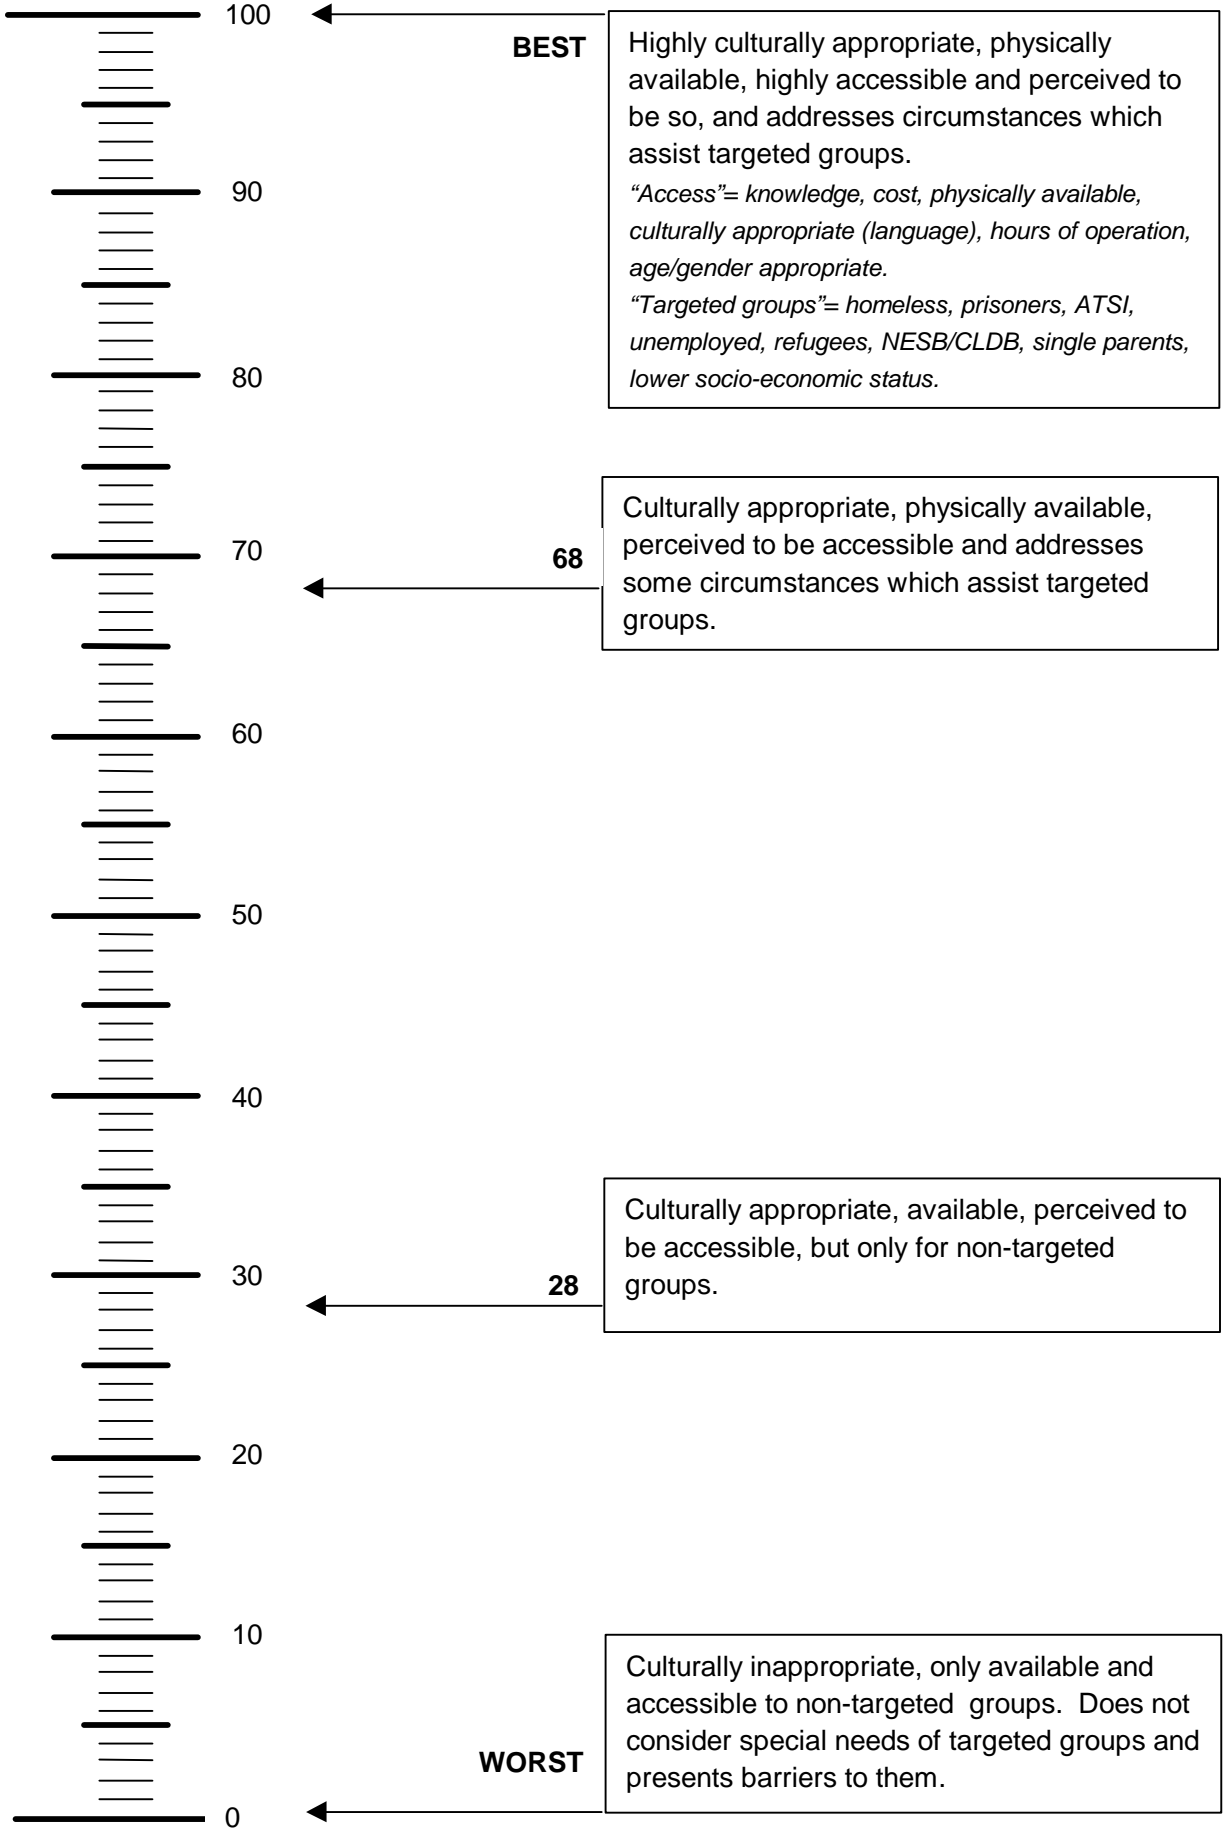 100
BEST
Highly culturally appropriate, physically
available, highly accessible and perceived to
be so, and addresses circumstances which
assist targeted groups.
“Access”= knowledge, cost, physically available,
culturally appropriate (language), hours of operation,
age/gender appropriate.
“Targeted groups”= homeless, prisoners, ATSI,
unemployed, refugees, NESB/CLDB, single parents,
lower socio-economic status.
90
80
70
68
Culturally appropriate, physically available,
perceived to be accessible and addresses
some circumstances which assist targeted
groups.
60
50
40
30
28
Culturally appropriate, available, perceived to
be accessible, but only for non-targeted
groups.
20
10
WORST
Culturally inappropriate, only available and
accessible to non-targeted  groups.  Does not
consider special needs of targeted groups and
presents barriers to them.
0